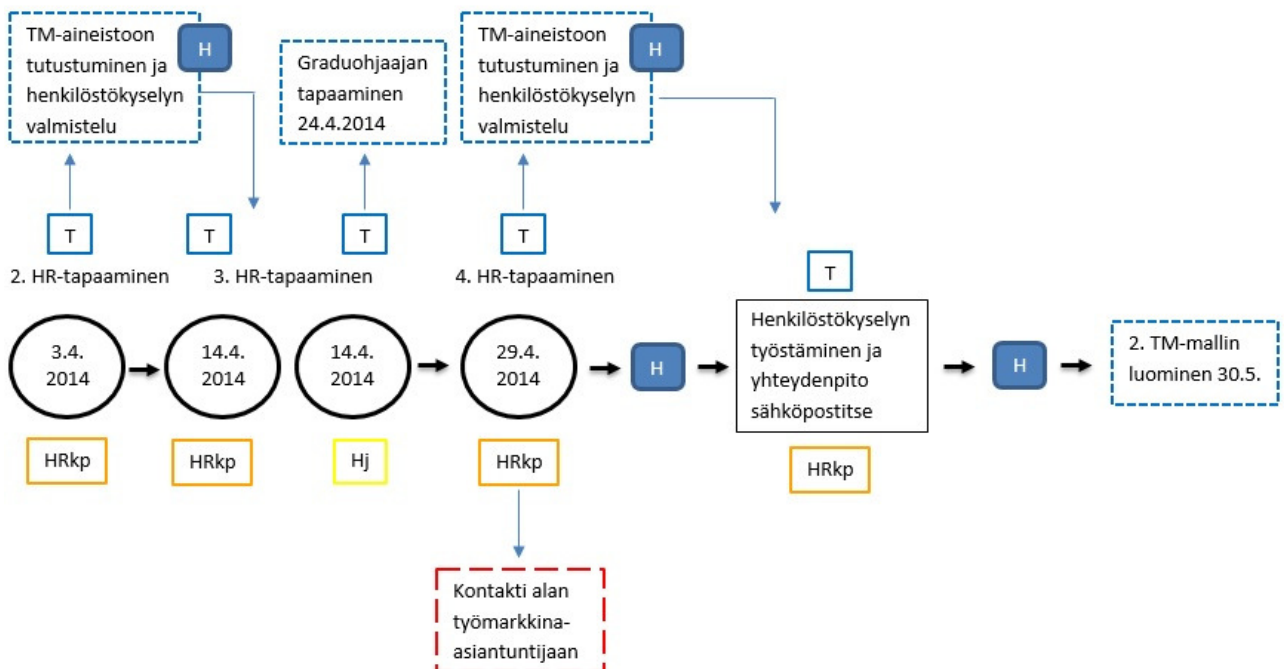 TM-aineistoon
tutustuminen ja
henkilöstökyselyn
valmistelu
H
Graduohjaajan
tapaaminen
24.4.2014
TM-aineistoon
tutustuminen ja
henkilöstökyselyn
valmistelu
H
T
T
T
T
2. HR-tapaaminen
3. HR-tapaaminen
4. HR-tapaaminen
T
3.4.
2014
14.4.
2014
14.4.
2014
29.4.
2014
H
Henkilöstökyselyn
työstäminen ja
yhteydenpito
sähköpostitse
H
2. TM-mallin
luominen 30.5.
HRkp
HRkp
Hj
HRkp
HRkp
Kontakti alan
työmarkkina-
asiantuntijaan